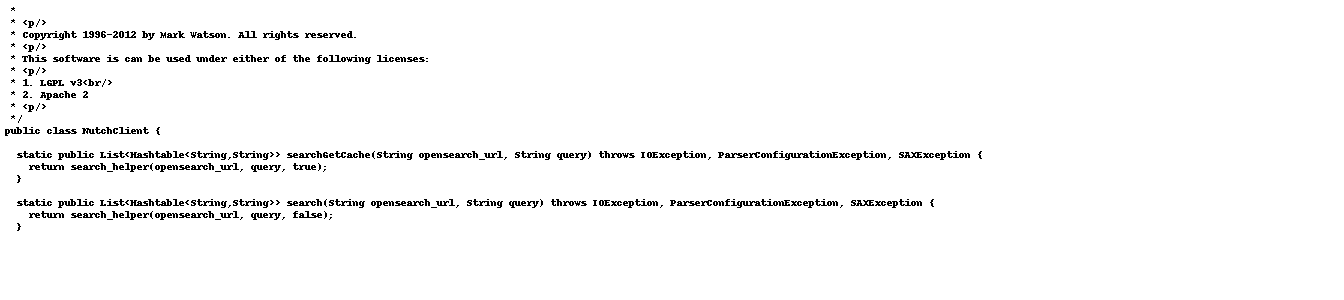 *
 * <p/>
 * Copyright 1996-2012 by Mark Watson. All rights reserved.
 * <p/>
 * This software is can be used under either of the following licenses:
 * <p/>
 * 1. LGPL v3<br/>
 * 2. Apache 2
 * <p/>
 */
public class NutchClient {

  static public List<Hashtable<String,String>> searchGetCache(String opensearch_url, String query) throws IOException, ParserConfigurationException, SAXException {
    return search_helper(opensearch_url, query, true);
  }

  static public List<Hashtable<String,String>> search(String opensearch_url, String query) throws IOException, ParserConfigurationException, SAXException {
    return search_helper(opensearch_url, query, false);
  }